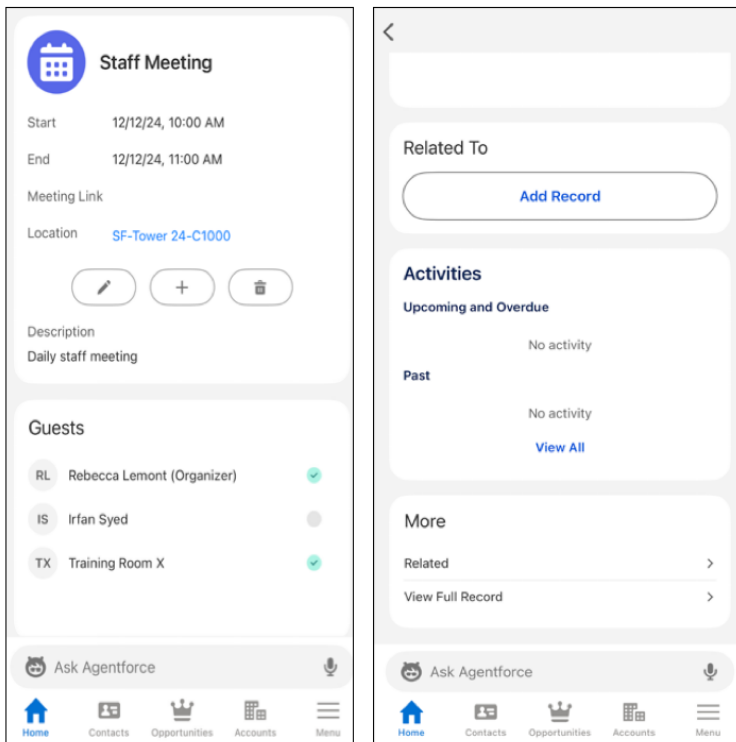 Staff Meeting
Start 12/12/24, 10:00 AM
End 12/12/24, 11:00 AM
Meeting Link
Location SF-Tower 24-C1000
Description
Daily staff meeting
Guests
RL Rebecca Lemont (Organizer)
IS Irfan Syed
TX Training Room X
Ask Agentforce
Home Contacts Opportunities Accounts Menu
Related To
Add Record
Activities
Upcoming and Overdue
No activity
Past
No activity
View All
More
Related
View Full Record
Ask Agentforce
Home Contacts Opportunities Accounts Menu